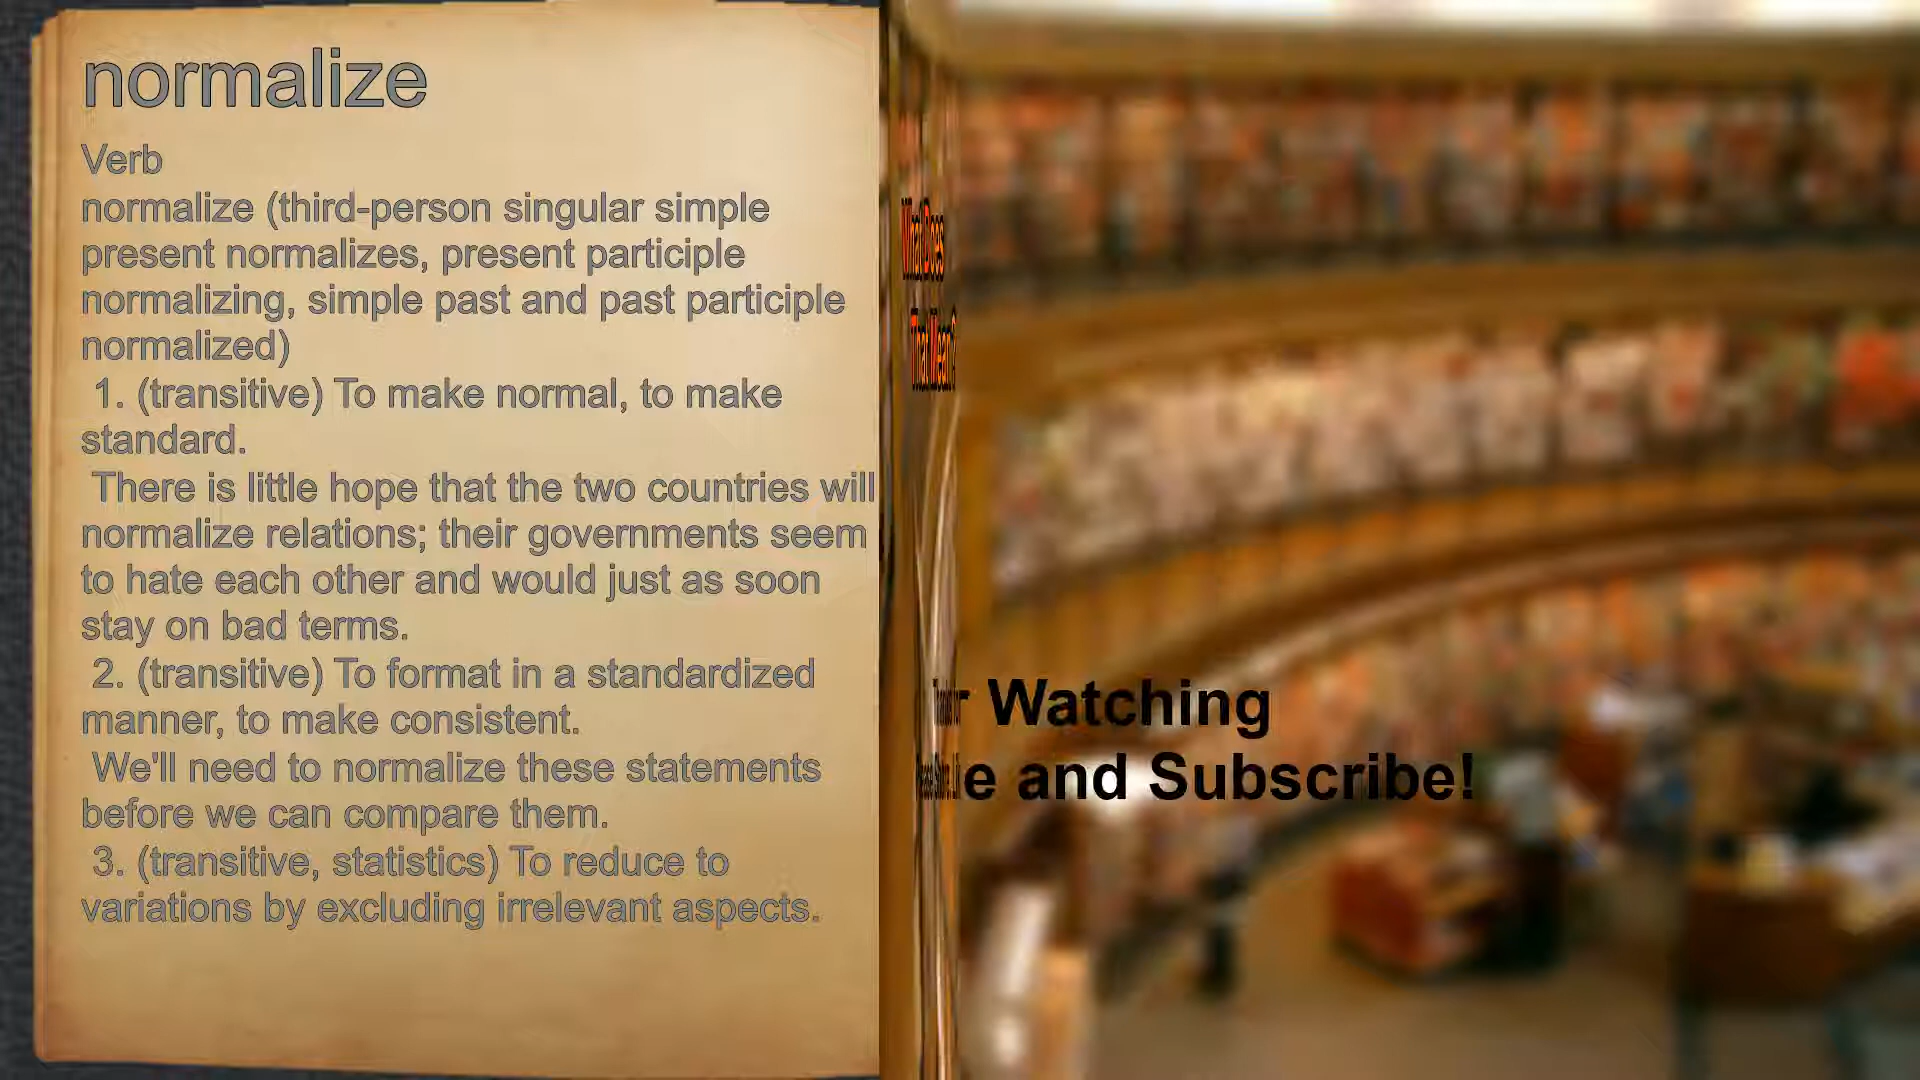 normalize
Verb
normalize (third-person singular simple
present normalizes, present participle
normalizing, simple past and past participle
normalized)
1. (transitive) To make normal, to make
standard.
There is little hope that the two countries will
normalize relations; their governments seem
to hate each other and would just as soon
stay on bad terms.
2. (transitive) To format in a standardized
manner, to make consistent.
We'll need to normalize these statements
before we can compare them.
3. (transitive, statistics) To reduce to
variations by excluding irrelevant aspects.
What Does
That Mean?
Watching
and Subscribe!